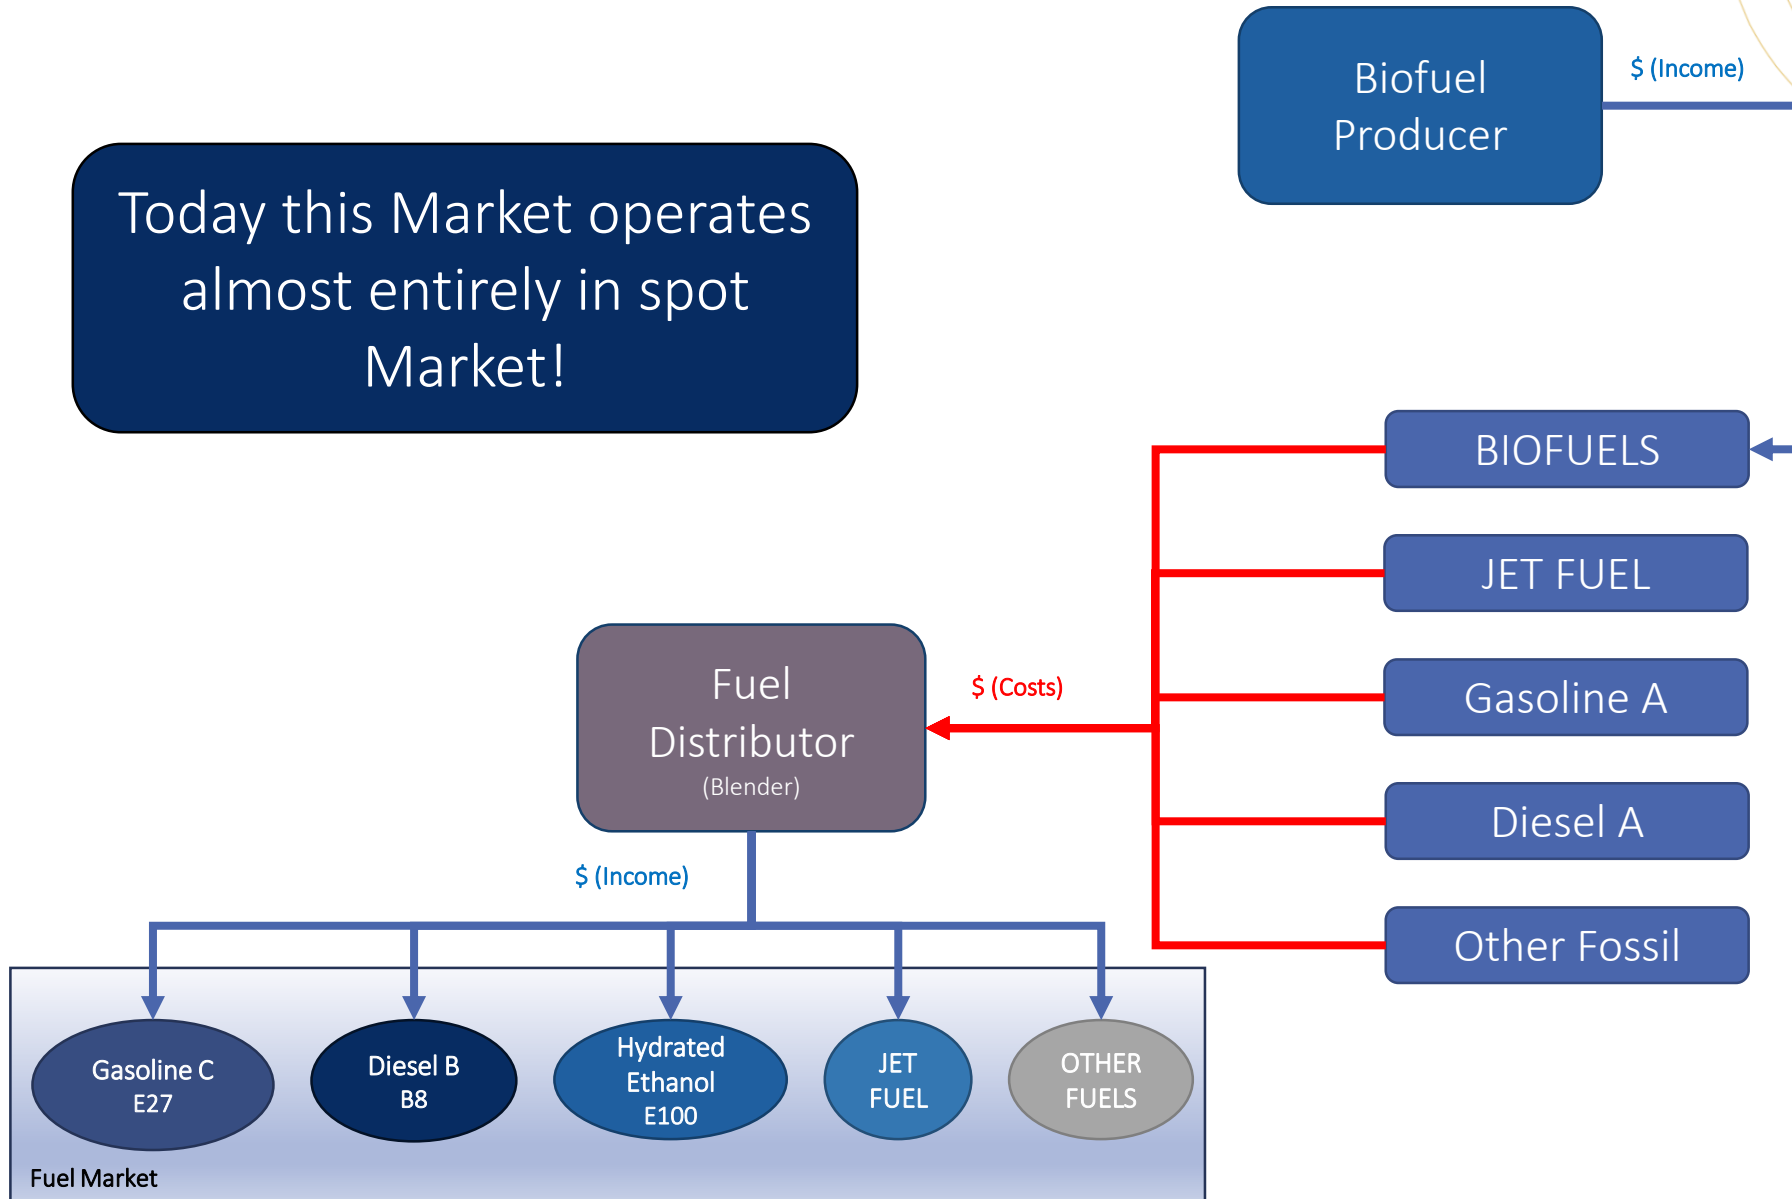 Biofuel
Producer
$ (Income)
Today this Market operates
almost entirely in spot
Market!
BIOFUELS
JET FUEL
Gasoline A
Diesel A
Other Fossil
$ (Costs)
Fuel
Distributor
(Blender)
$ (Income)
Gasoline C
E27
Diesel B
B8
Hydrated
Ethanol
E100
JET
FUEL
OTHER
FUELS
Fuel Market